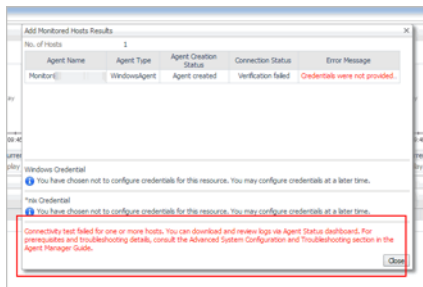 Add Monitored Hosts Results
No. of Hosts 1
Agent Name Agent Type Agent Creation Status Connection Status Error Message
Monitori WindowsAgent Agent created Verification failed Credentials were not provided.
Windows Credential
You have chosen not to configure credentials for this resource. You may configure credentials at a later time.
*nix Credential
You have chosen not to configure credentials for this resource. You may configure credentials at a later time.
Connectivity test failed for one or more hosts. You can download and review logs via Agent Status dashboard. For
prerequisites and troubleshooting details, consult the Advanced System Configuration and Troubleshooting section in the
Agent Manager Guide.
Close